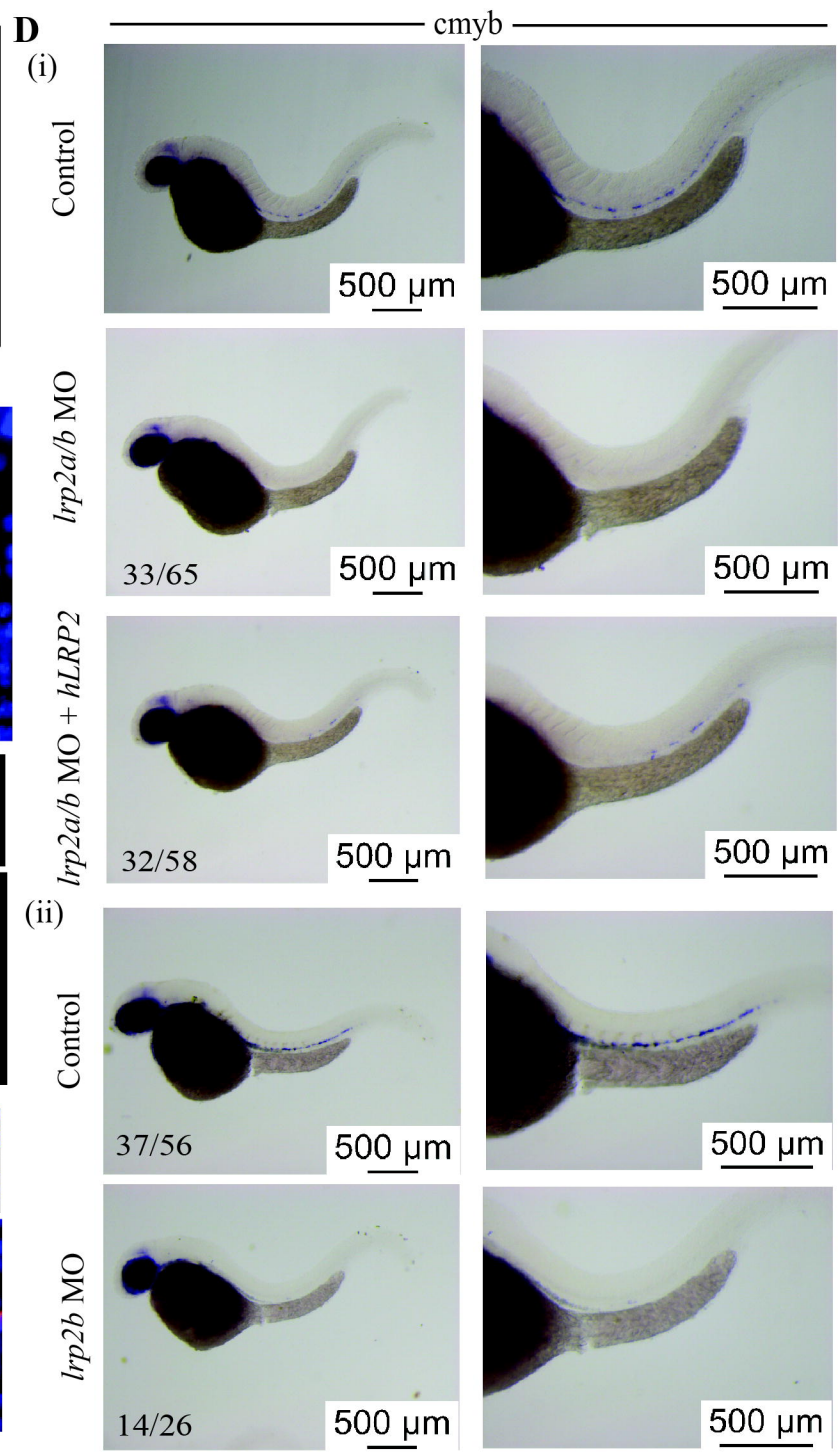 D
cmyb
(i)
Control
500 µm
500 µm
lrp2a/b MO
33/65
500 µm
500 µm
lrp2a/b MO + hLRP2
32/58
500 µm
500 µm
(ii)
Control
37/56
500 µm
500 µm
lrp2b MO
14/26
500 µm
500 µm